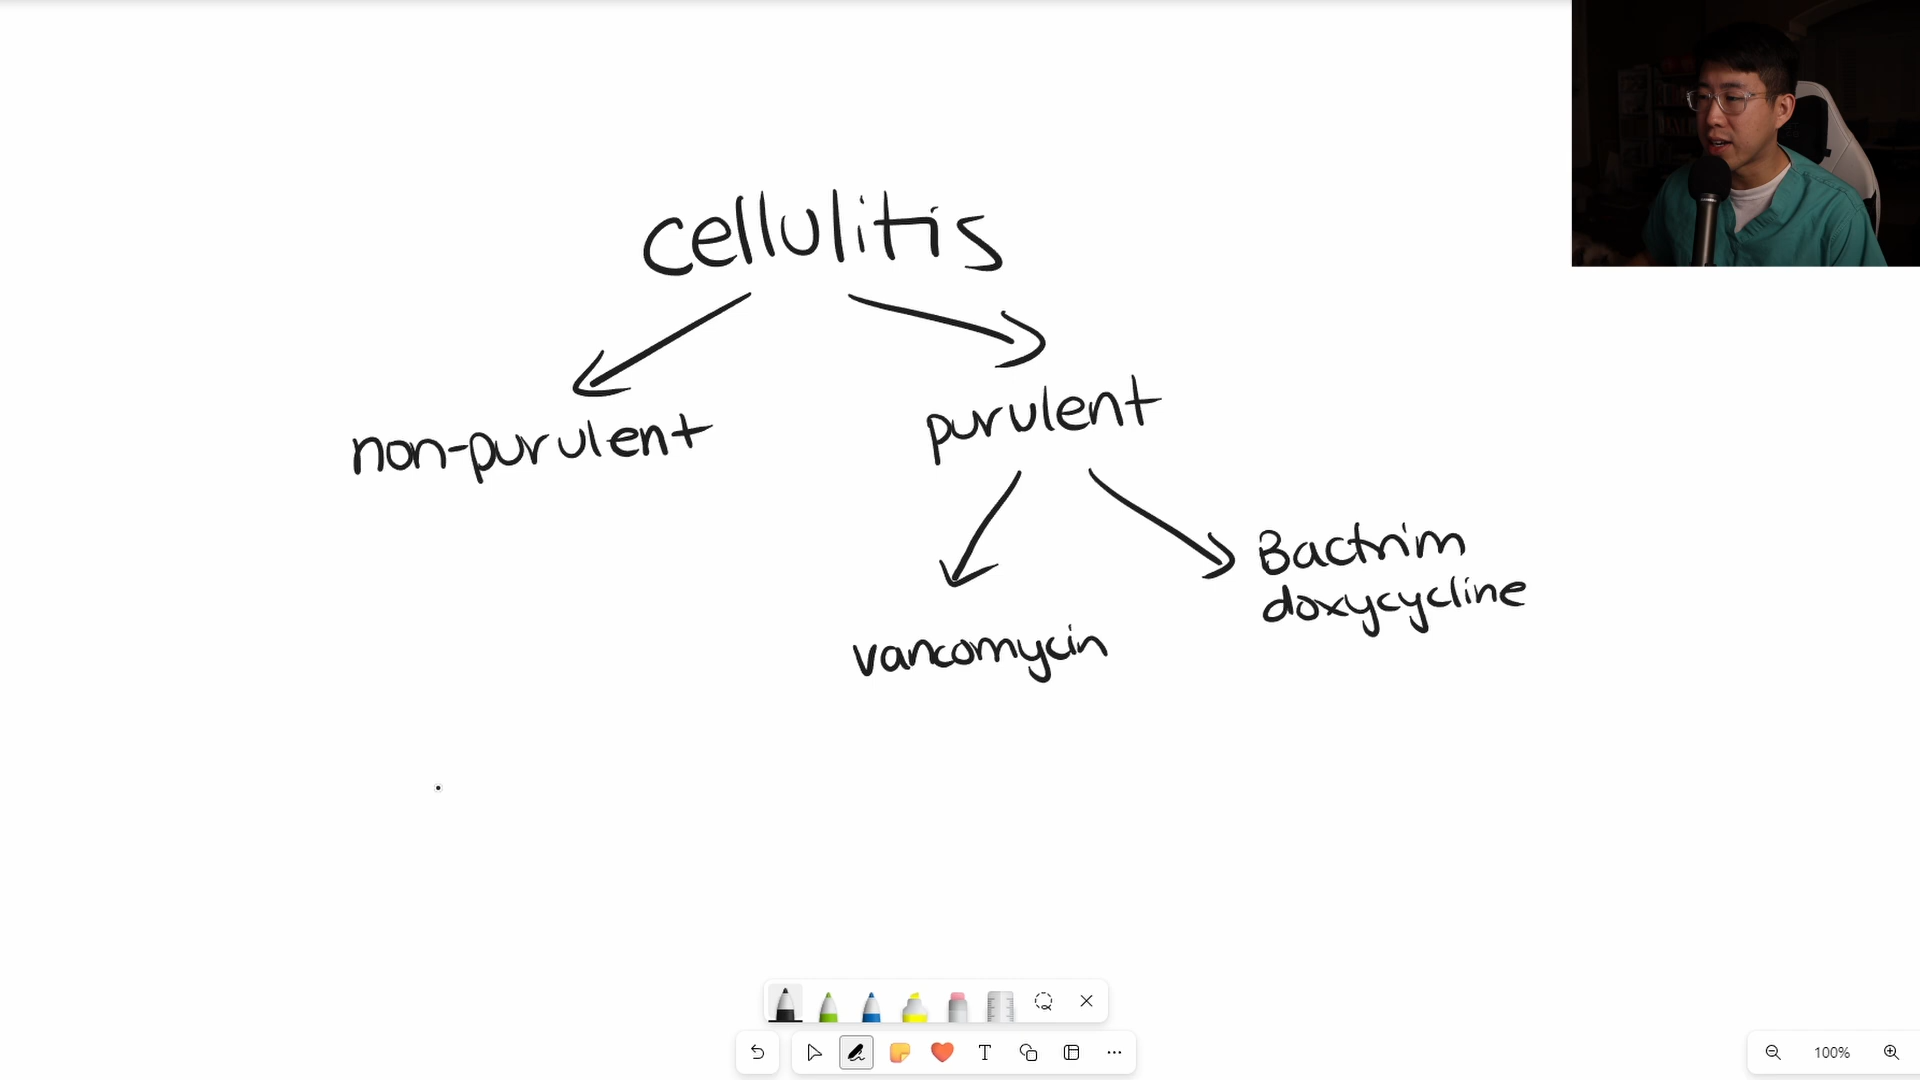 cellulitis
non-purulent
purulent
vancomycin
Bactrim
doxycycline
T
100%